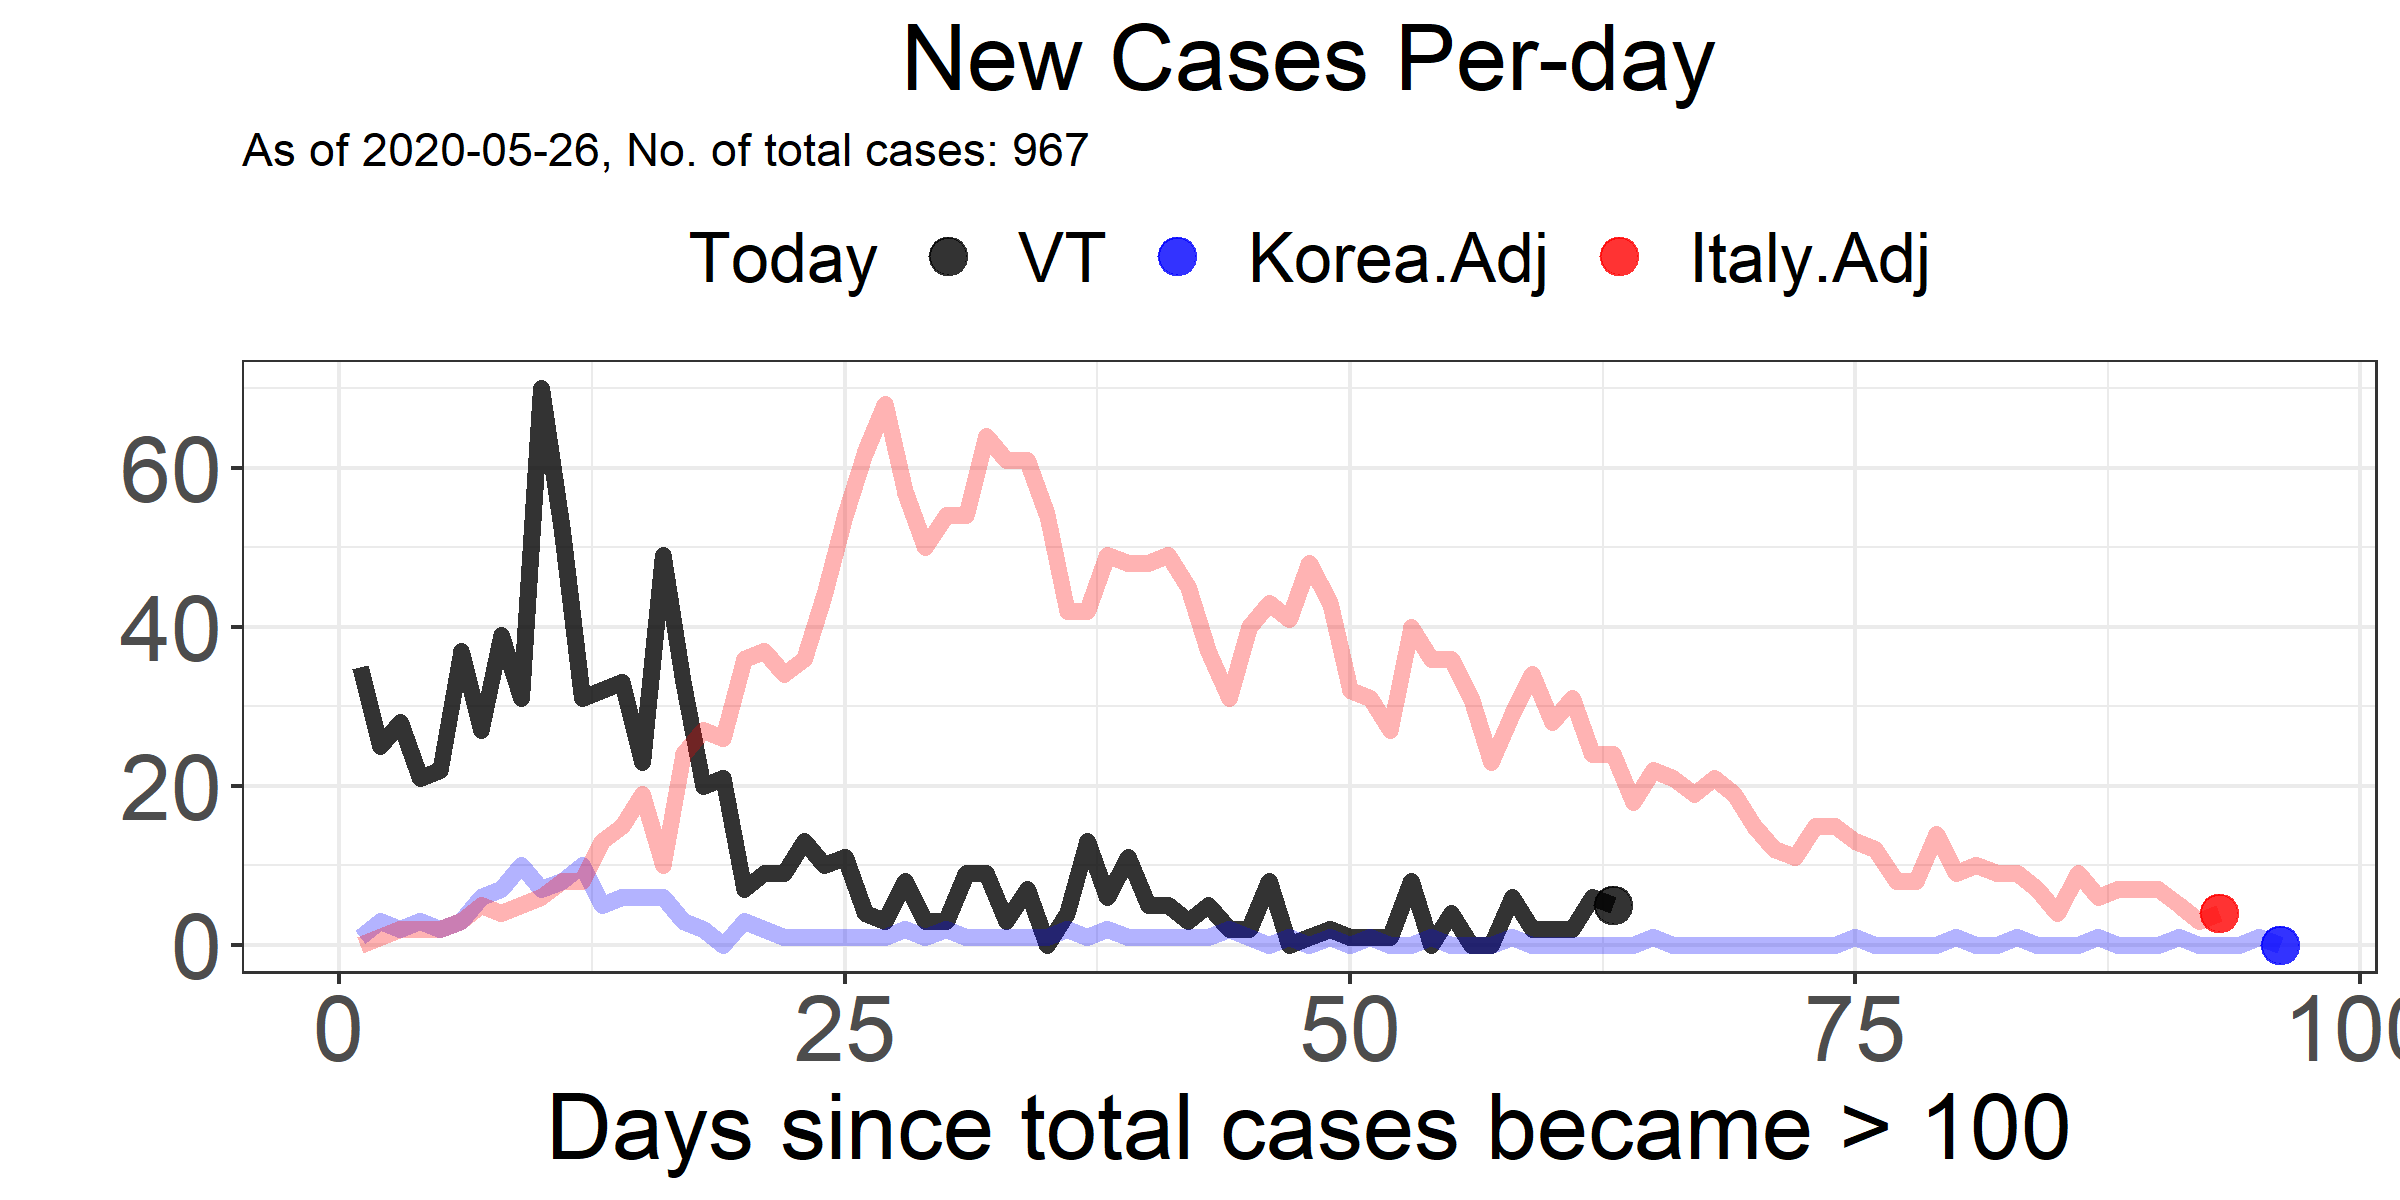 New Cases Per-day
As of 2020-05-26, No. of total cases: 967
Today VT Korea.Adj Italy.Adj
60
40
20
0
0 25 50 75 100
Days since total cases became > 100